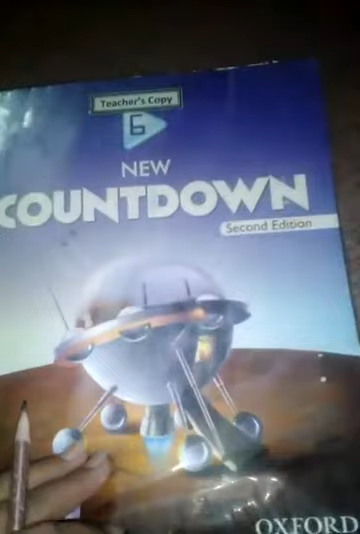 Teacher's Copy
6
NEW
COUNTDOWN
Second Edition
OXFORD